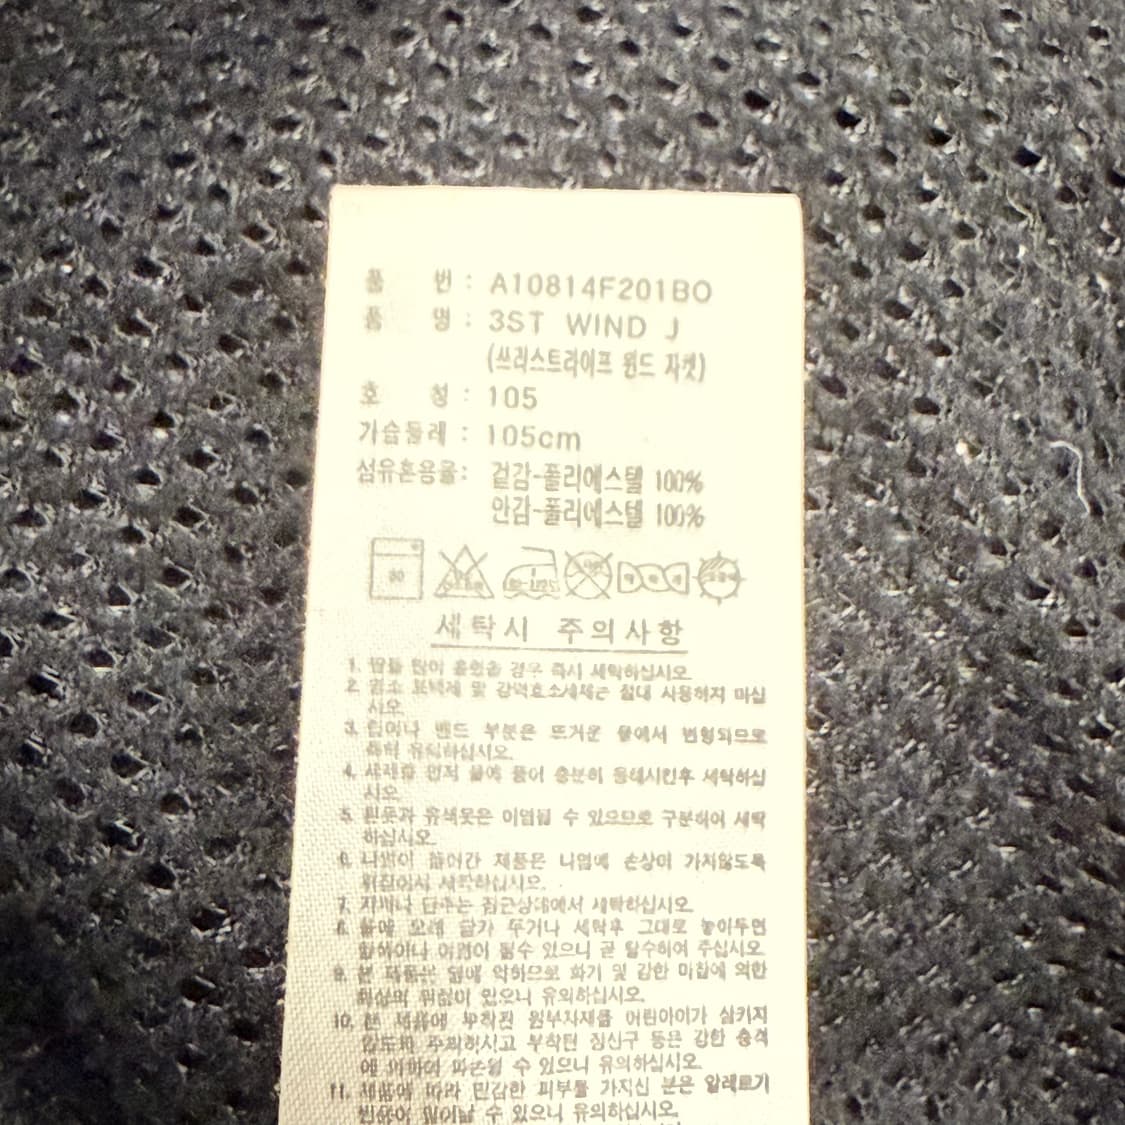 품 번 : A10814F201BO
품 명 : 3ST WIND J
(쓰리스트라이프 윈드 자켓)
호 칭 : 105
가슴둘레 : 105cm
섬유혼용율: 겉감-폴리에스텔 100%
안감-폴리에스텔 100%
세탁시 주의사항
1. 땀을 많이 흘렸을 경우 즉시 세탁하십시오.
2. 염소 표백제 및 강력효소세제는 절대 사용하지 마십
시오.
3. 립이나 밴드 부분은 뜨거운 물에서 변형되므로
특히 유의하십시오.
4. 세제를 먼저 물에 풀어 충분히 용해시킨후 세탁하십
시오.
5. 흰옷과 유색옷은 이염될 수 있으므로 구분하여 세탁
하십시오.
6. 나염이 들어간 제품은 나염에 손상이 가지않도록
뒤집어서 세탁하십시오.
7. 지퍼나 단추는 잠근상태에서 세탁하십시오.
8. 물에 오래 담가 두거나 세탁후 그대로 놓아두면
황변이나 이염이 될수 있으니 곧 탈수하여 주십시오.
9. 본 제품은 열에 약하므로 화기 및 강한 마찰에 의한
화상의 위험이 있으니 유의하십시오.
10. 본 제품에 부착된 원부자재를 어린아이가 삼키지
않도록 주의하시고 부착된 장신구 등은 강한 충격
에 의하여 파손될 수 있으니 유의하십시오.
11. 제품에 따라 민감한 피부를 가지신 분은 알레르기
반응이 일어날 수 있으니 유의하십시오.